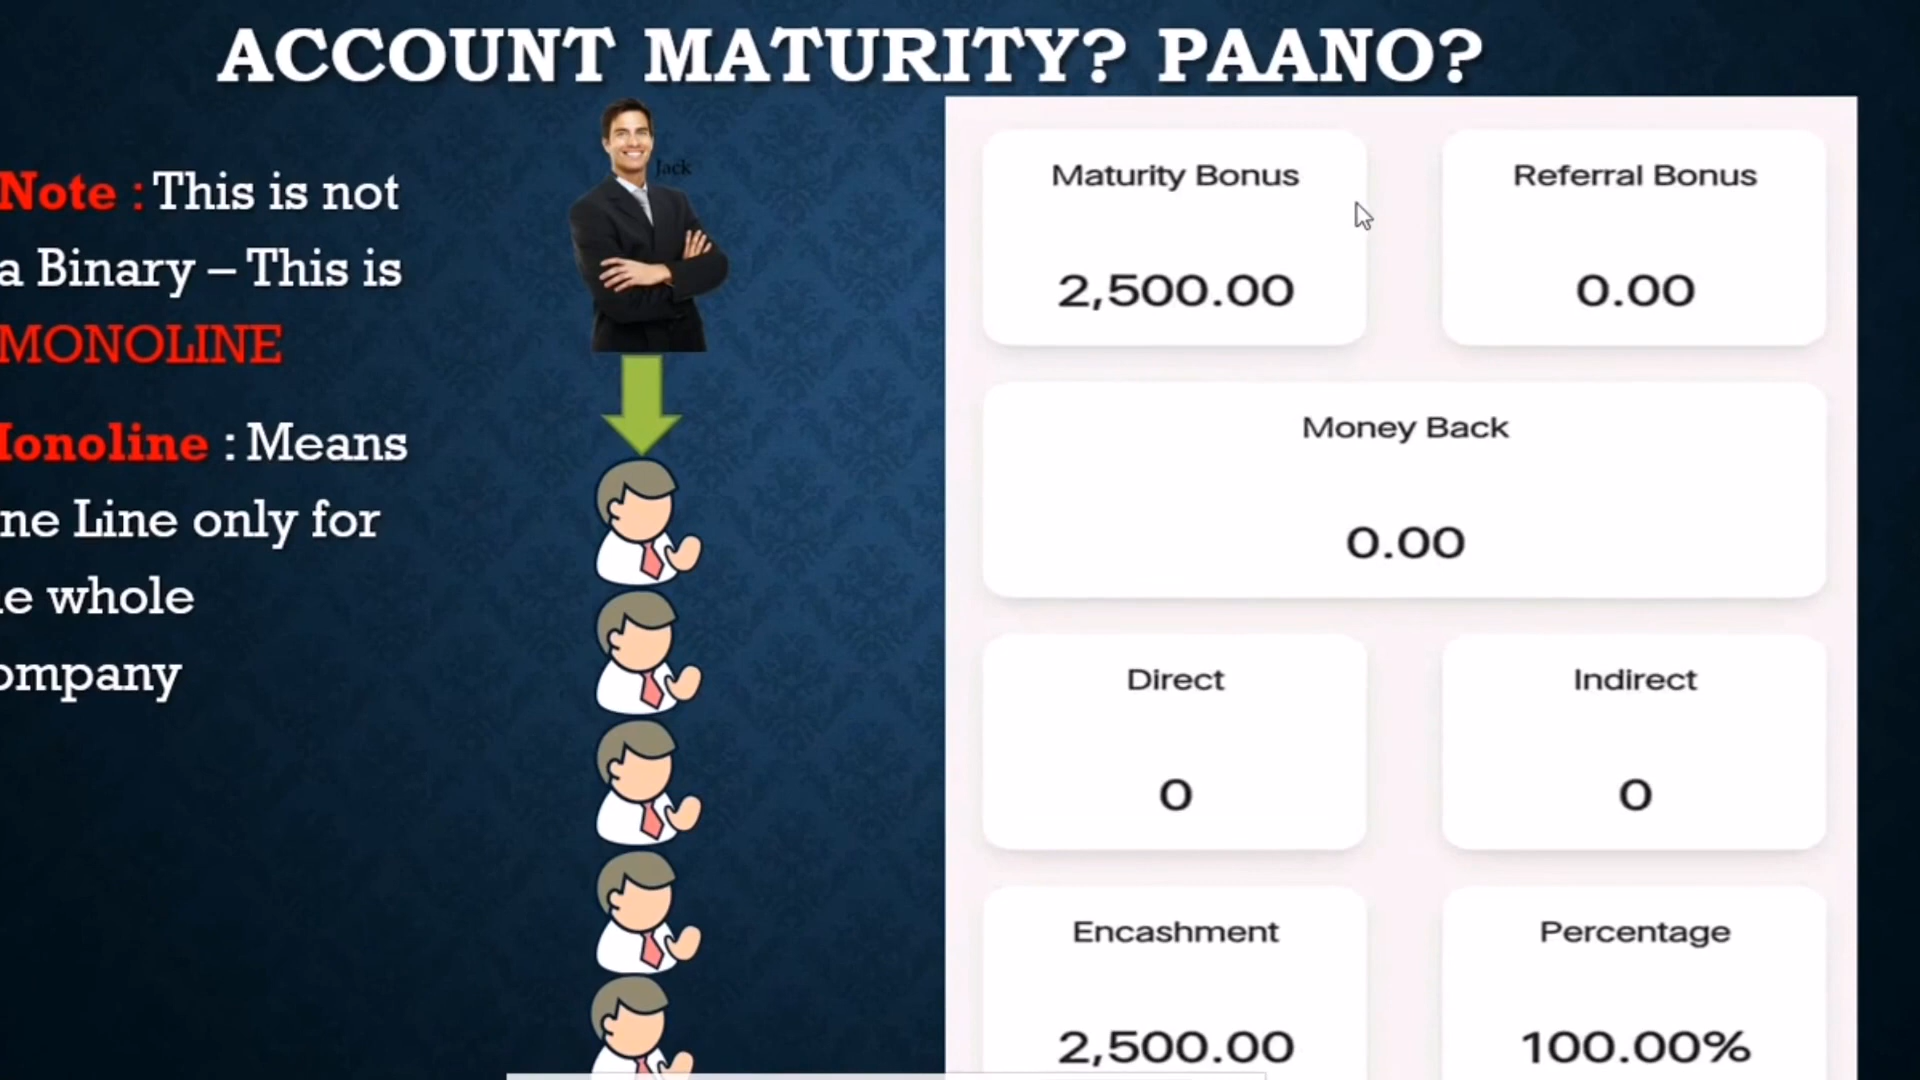 ACCOUNT MATURITY? PAANO?
Note : This is not
a Binary – This is
MONOLINE
onoline : Means
ne Line only for
e whole
ompany
Jack
Maturity Bonus
2,500.00
Referral Bonus
0.00
Money Back
0.00
Direct
0
Indirect
0
Encashment
2,500.00
Percentage
100.00%